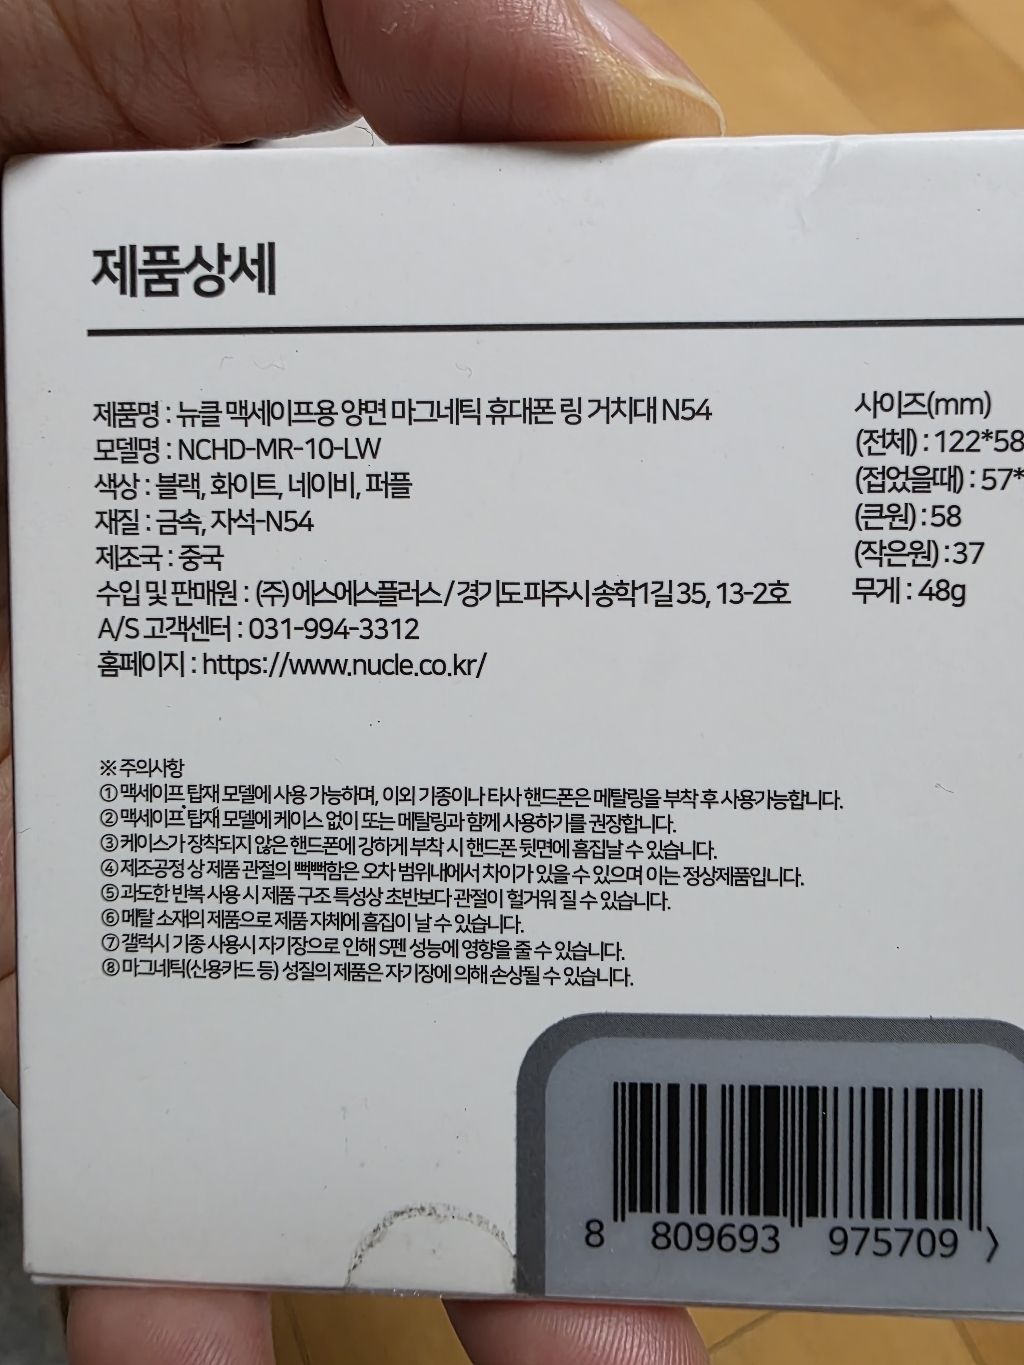 제품상세
제품명 : 뉴클 맥세이프용 양면 마그네틱 휴대폰 링 거치대 N54
모델명 : NCHD-MR-10-LW
색상 : 블랙, 화이트, 네이비, 퍼플
재질 : 금속, 자석-N54
제조국 : 중국
수입 및 판매원 : (주)에스에스플러스 / 경기도 파주시 송학1길 35, 13-2호
A/S 고객센터 : 031-994-3312
홈페이지 : https://www.nucle.co.kr/
사이즈(mm)
(전체) : 122*58
(접었을때) : 57*
(큰원) : 58
(작은원) : 37
무게 : 48g
※ 주의사항
① 맥세이프 탑재 모델에 사용 가능하며, 이외 기종이나 타사 핸드폰은 메탈링을 부착 후 사용가능합니다.
② 맥세이프 탑재 모델에 케이스 없이 또는 메탈링과 함께 사용하기를 권장합니다.
③ 케이스가 장착되지 않은 핸드폰에 강하게 부착 시 핸드폰 뒷면에 흠집날 수 있습니다.
④ 제조공정 상 제품 관절의 뻑뻑함은 오차 범위내에서 차이가 있을 수 있으며 이는 정상제품입니다.
⑤ 과도한 반복 사용 시 제품 구조 특성상 초반보다 관절이 헐거워 질 수 있습니다.
⑥ 메탈 소재의 제품으로 제품 자체에 흠집이 날 수 있습니다.
⑦ 갤럭시 기종 사용시 자기장으로 인해 S펜 성능에 영향을 줄 수 있습니다.
⑧ 마그네틱(신용카드 등) 성질의 제품은 자기장에 의해 손상될 수 있습니다.
8 809693 975709 >